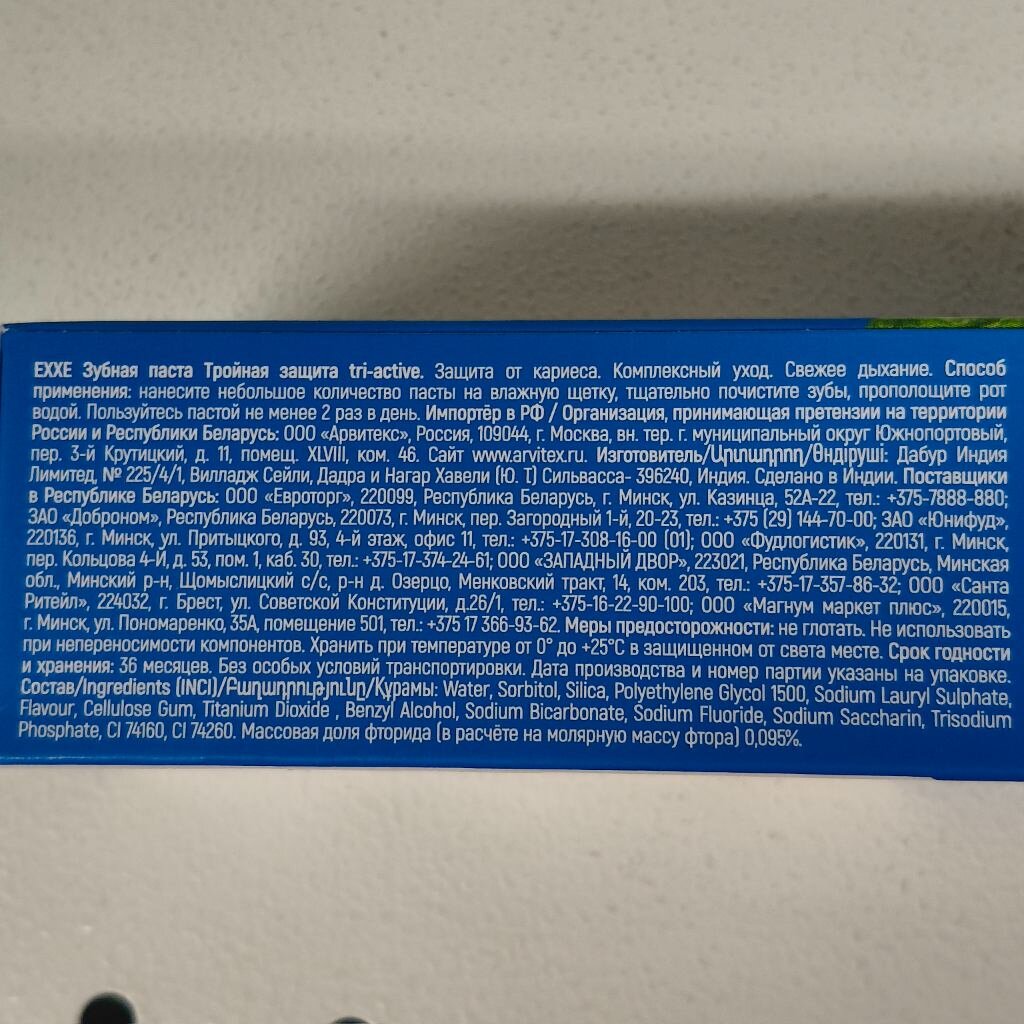 EXXE Зубная паста Тройная защита tri-active. Защита от кариеса. Комплексный уход. Свежее дыхание. Способ
применения: нанесите небольшое количество пасты на влажную щетку, тщательно почистите зубы, прополощите рот
водой. Пользуйтесь пастой не менее 2 раз в день. Импортёр в РФ / Организация, принимающая претензии на территории
России и Республики Беларусь: ООО «Арвитекс», Россия, 109044, г. Москва, вн. тер. г. муниципальный округ Южнопортовый,
пер. 3-й Крутицкий, д. 11, помещ. XLVIII, ком. 46. Сайт www.arvitex.ru. Изготовитель/Արտադրող/Өндіруші: Дабур Индия
Лимитед, № 225/4/1, Вилладж Сейли, Дадра и Нагар Хавели (Ю. Т.) Сильвасса- 396240, Индия. Сделано в Индии. Поставщики
в Республике Беларусь: ООО «Евроторг», 220099, Республика Беларусь, г. Минск, ул. Казинца, 52А-22, тел.: +375-7888-880;
ЗАО «Доброном», Республика Беларусь, 220073, г. Минск, пер. Загородный 1-й, 20-23, тел.: +375 (29) 144-70-00; ЗАО «Юнифуд»,
220136, г. Минск, ул. Притыцкого, д. 93, 4-й этаж, офис 11, тел.: +375-17-308-16-00 (01); ООО «Фудлогистик», 220131, г. Минск,
пер. Кольцова 4-Й, д. 53, пом. 1, каб. 30, тел.: +375-17-374-24-61; ООО «ЗАПАДНЫЙ ДВОР», 223021, Республика Беларусь, Минская
обл., Минский р-н, Щомыслицкий с/с, р-н д. Озерцо, Менковский тракт, 14, ком. 203, тел.: +375-17-357-86-32; ООО «Санта
Ритейл», 224032, г. Брест, ул. Советской Конституции, д.26/1, тел.: +375-16-22-90-100; ООО «Магнум маркет плюс», 220015,
г. Минск, ул. Пономаренко, 35А, помещение 501, тел.: +375 17 366-93-62. Меры предосторожности: не глотать. Не использовать
при непереносимости компонентов. Хранить при температуре от 0° до +25°С в защищенном от света месте. Срок годности
и хранения: 36 месяцев. Без особых условий транспортировки. Дата производства и номер партии указаны на упаковке.
Состав/Ingredients (INCI)/Բաղադրությունը/Құрамы: Water, Sorbitol, Silica, Polyethylene Glycol 1500, Sodium Lauryl Sulphate,
Flavour, Cellulose Gum, Titanium Dioxide , Benzyl Alcohol, Sodium Bicarbonate, Sodium Fluoride, Sodium Saccharin, Trisodium
Phosphate, CI 74160, CI 74260. Массовая доля фторида (в расчёте на молярную массу фтора) 0,095%.